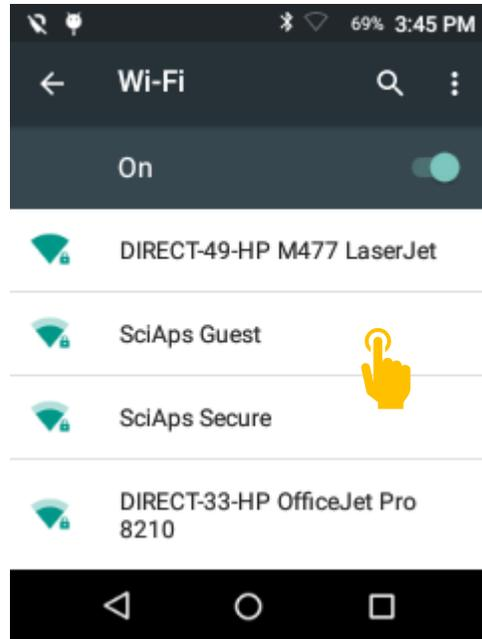 69% 3:45 PM
Wi-Fi
On
DIRECT-49-HP M477 LaserJet
SciAps Guest
SciAps Secure
DIRECT-33-HP OfficeJet Pro
8210